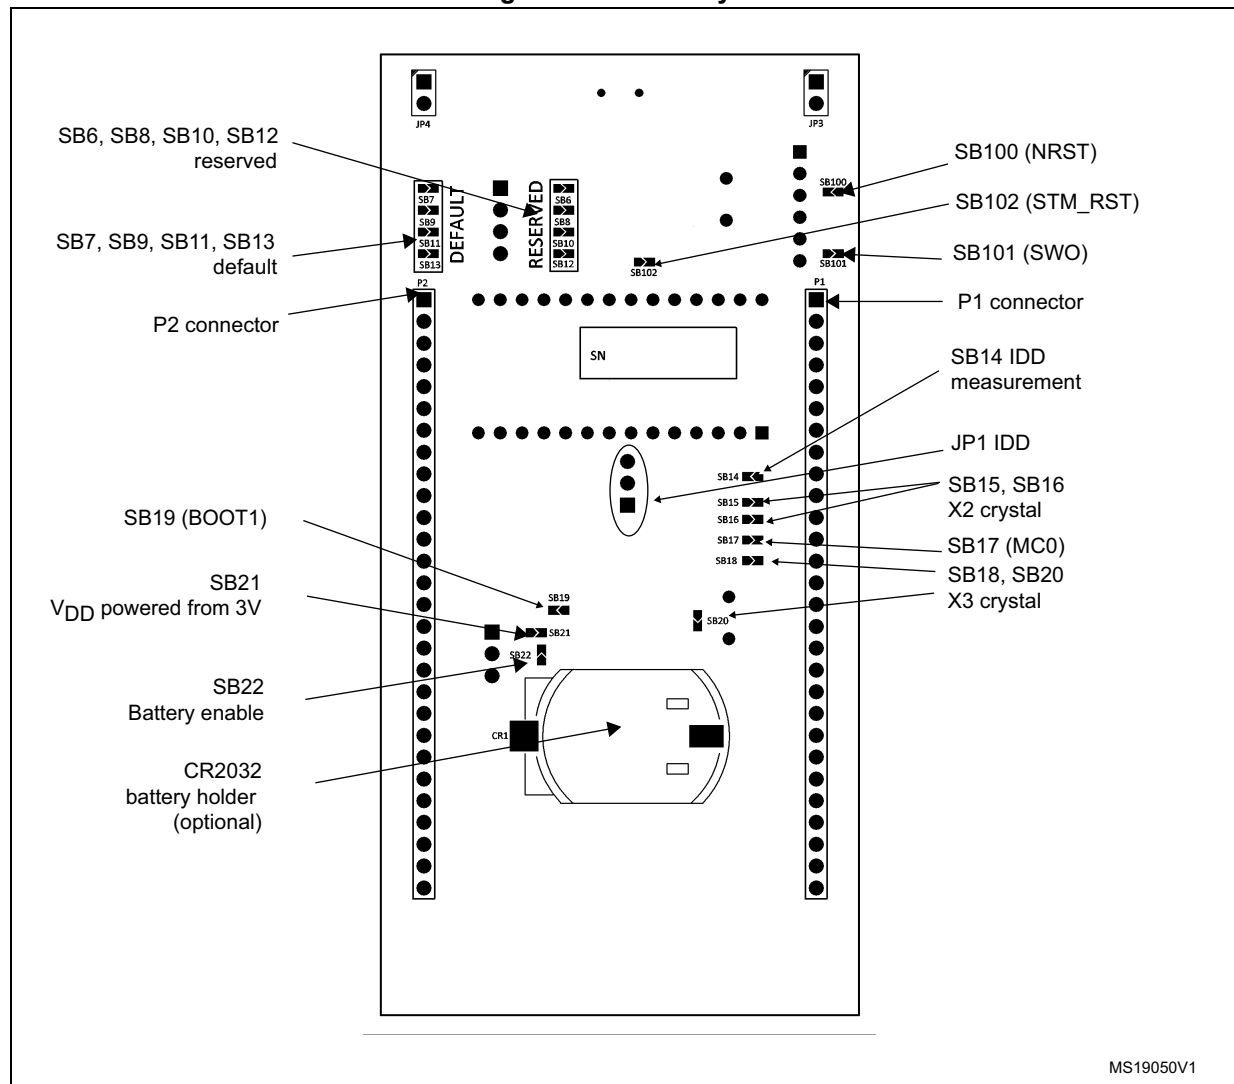 JP4
JP3
SB6, SB8, SB10, SB12
reserved
SB100 (NRST)
SB100
SB102 (STM_RST)
SB7
SB9
SB11
SB13
DEFAULT
RESERVED
SB6
SB8
SB10
SB12
SB7, SB9, SB11, SB13
default
SB102
SB101
SB101 (SWO)
P2
P1
P2 connector
P1 connector
SN
SB14 IDD
measurement
JP1 IDD
SB14
SB15
SB16
SB17
SB18
SB15, SB16
X2 crystal
SB19 (BOOT1)
SB17 (MC0)
SB18, SB20
X3 crystal
SB21
VDD powered from 3V
SB19
SB21
SB20
SB22
SB22
Battery enable
CR1
CR2032
battery holder
(optional)
MS19050V1